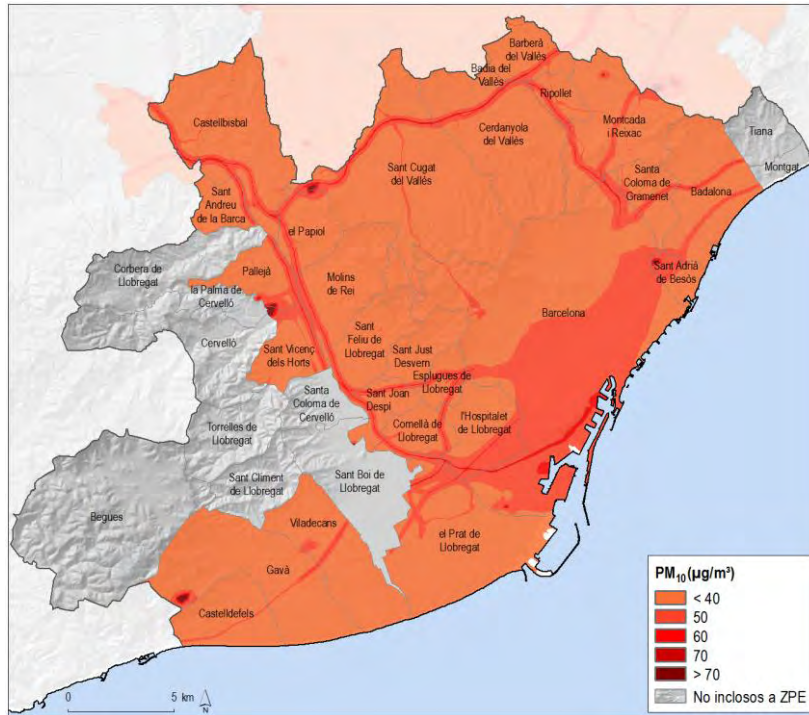 Barberà
del Vallès
Badia del
Vallès
Ripollet
Castellbisbal
Montcada
i Reixac
Cerdanyola
del Vallès
Tiana
Montgat
Sant Cugat
del Vallès
Santa
Coloma de
Gramenet
Badalona
Sant
Andreu
de la Barca
el Papiol
Corbera de
Llobregat
Pallejà
la Palma de
Cervelló
Molins
de Rei
Sant Adrià
de Besòs
Barcelona
Cervelló
Sant Vicenç
dels Horts
Sant
Feliu de
Llobregat
Sant Just
Desvern
Esplugues de
Llobregat
Santa
Coloma de
Cervelló
Sant Joan
Despí
Cornellà de
Llobregat
l'Hospitalet
de Llobregat
Torrelles de
Llobregat
Sant Climent
de Llobregat
Sant Boi de
Llobregat
Begues
Viladecans
el Prat de
Llobregat
Gavà
Castelldefels
PM10 (µg/m³)
< 40
50
60
70
> 70
No inclosos a ZPE
0 5 km
N